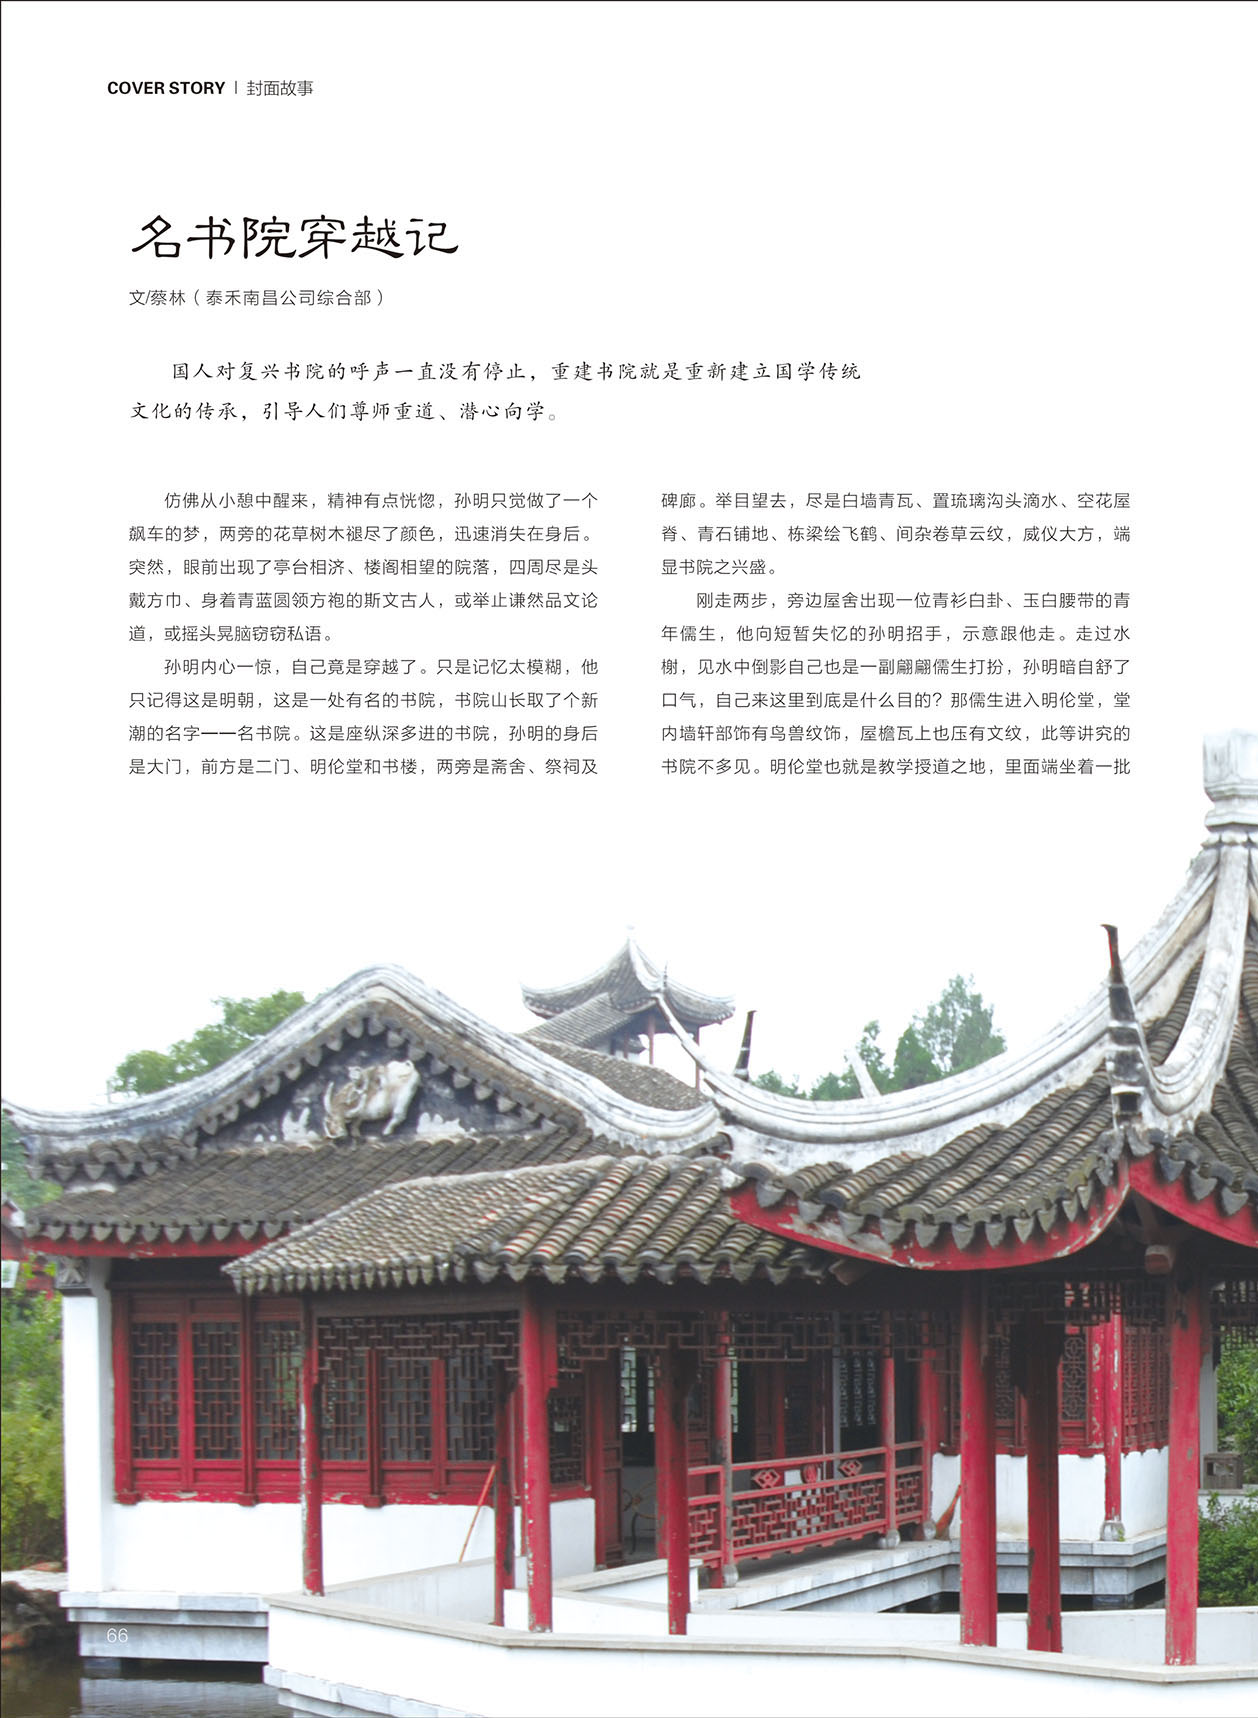 COVER STORY | 封面故事
名书院穿越记
文/蔡林（泰禾南昌公司综合部）
国人对复兴书院的呼声一直没有停止，重建书院就是重新建立国学传统
文化的传承，引导人们尊师重道、潜心向学。
仿佛从小憩中醒来，精神有点恍惚，孙明只觉做了一个
飙车的梦，两旁的花草树木褪尽了颜色，迅速消失在身后。
突然，眼前出现了亭台相济、楼阁相望的院落，四周尽是头
戴方巾、身着青蓝圆领方袍的斯文古人，或举止谦然品文论
道，或摇头晃脑窃窃私语。
孙明内心一惊，自己竟是穿越了。只是记忆太模糊，他
只记得这是明朝，这是一处有名的书院，书院山长取了个新
潮的名字——名书院。这是座纵深多进的书院，孙明的身后
是大门，前方是二门、明伦堂和书楼，两旁是斋舍、祭祠及
碑廊。举目望去，尽是白墙青瓦、置琉璃沟头滴水、空花屋
脊、青石铺地、栋梁绘飞鹤、间杂卷草云纹，威仪大方，端
显书院之兴盛。
刚走两步，旁边屋舍出现一位青衫白卦、玉白腰带的青
年儒生，他向短暂失忆的孙明招手，示意跟他走。走过水
榭，见水中倒影自己也是一副翩翩儒生打扮，孙明暗自舒了
口气，自己来这里到底是什么目的？那儒生进入明伦堂，堂
内墙轩部饰有鸟兽纹饰，屋檐瓦上也压有文纹，此等讲究的
书院不多见。明伦堂也就是教学授道之地，里面端坐着一批
66